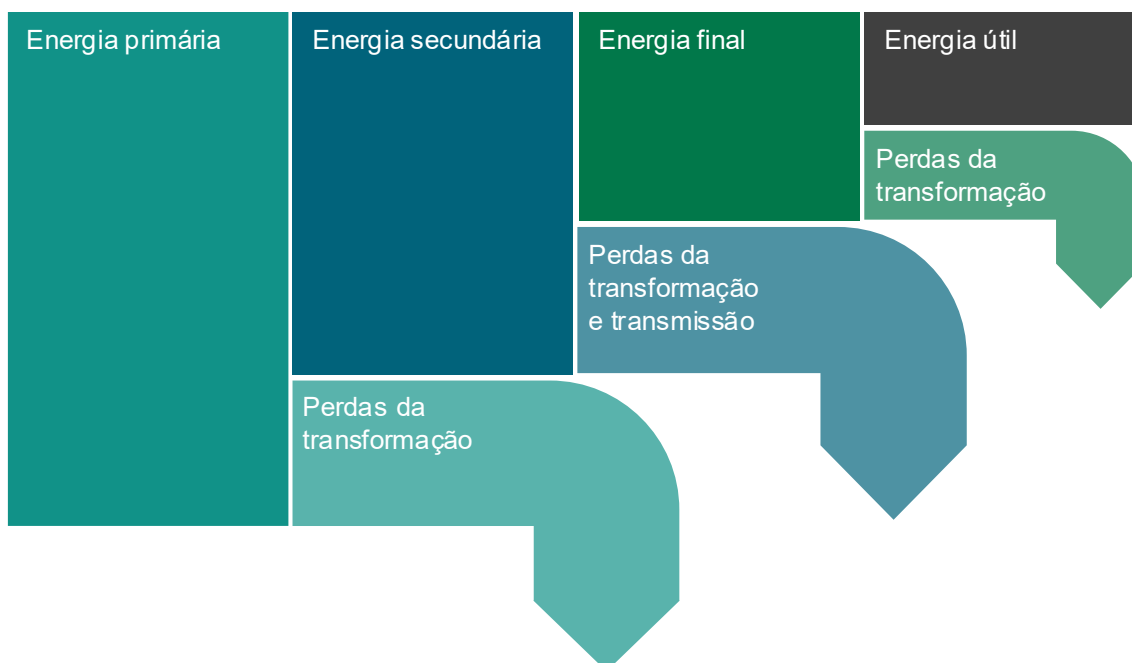 Energia primária
Energia secundária
Energia final
Energia útil
Perdas da
transformação
Perdas da
transformação
e transmissão
Perdas da
transformação